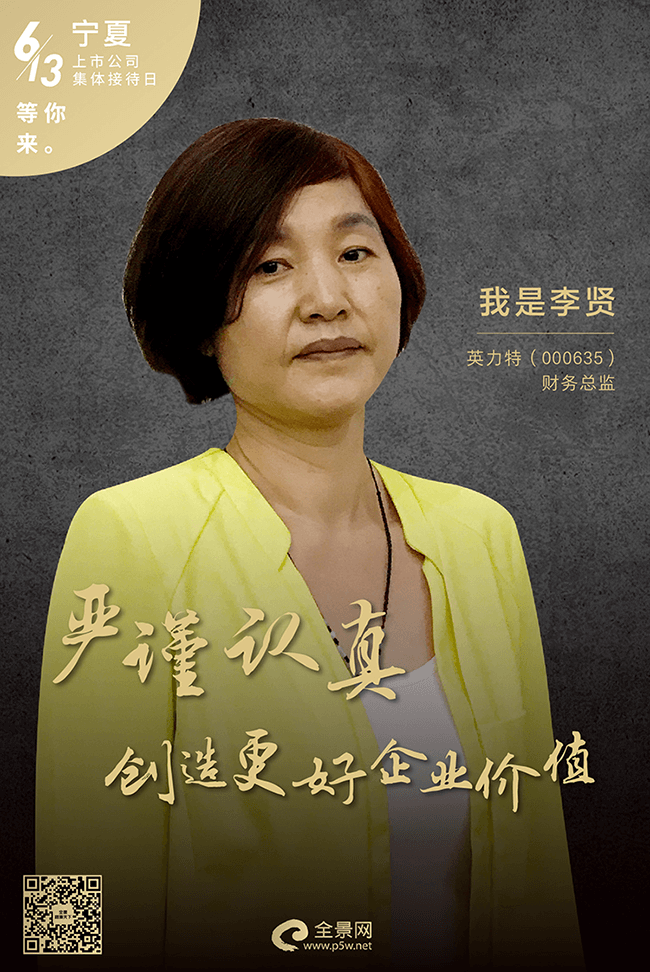 6/13
宁夏
上市公司
集体接待日
等你
来。
我是李贤
英力特（000635）
财务总监
严谨认真
创造更好企业价值
全景网
www.p5w.net